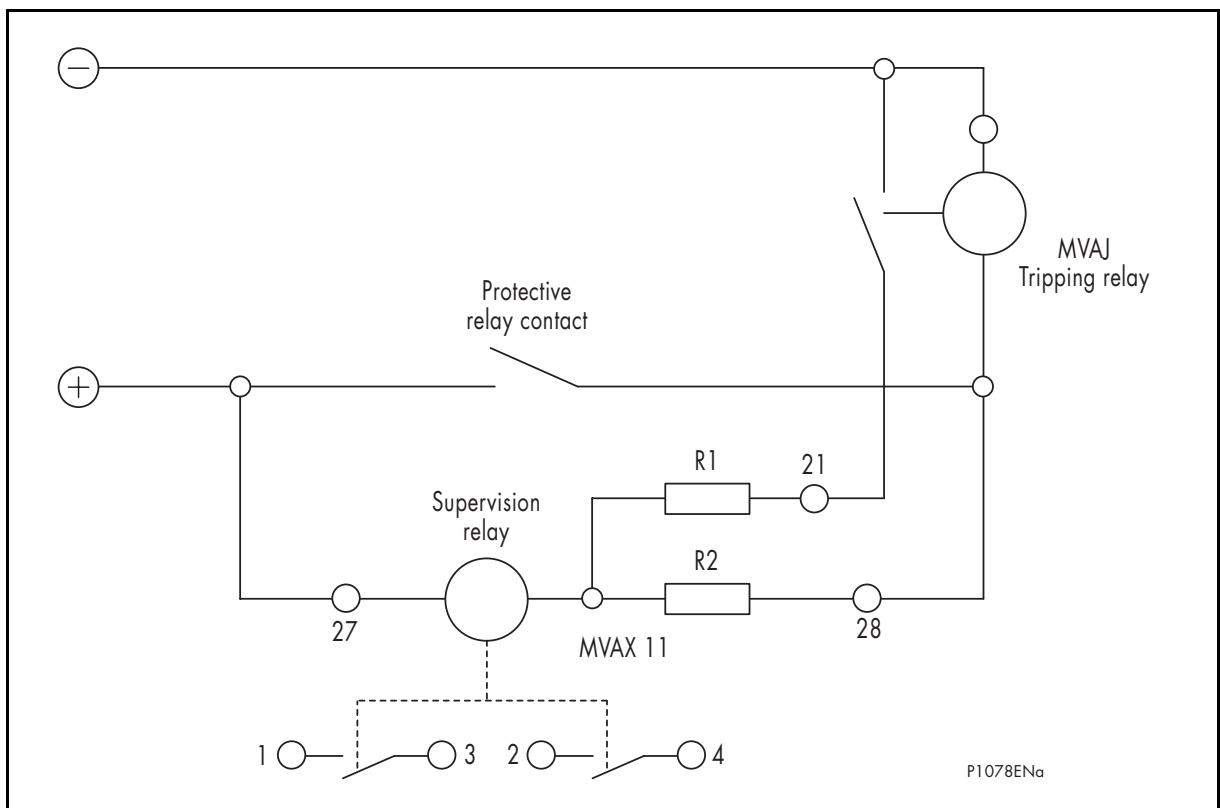 −
MVAJ
Tripping relay
Protective
relay contact
+
R1
21
Supervision
relay
R2
27
28
MVAX 11
1
3
2
4
P1078ENa